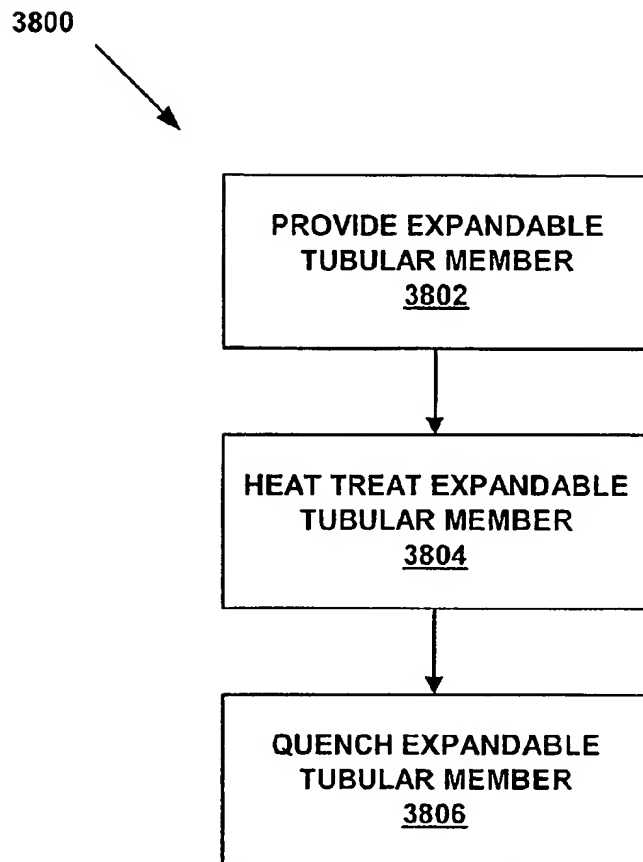 3800
PROVIDE EXPANDABLE
TUBULAR MEMBER
3802
HEAT TREAT EXPANDABLE
TUBULAR MEMBER
3804
QUENCH EXPANDABLE
TUBULAR MEMBER
3806